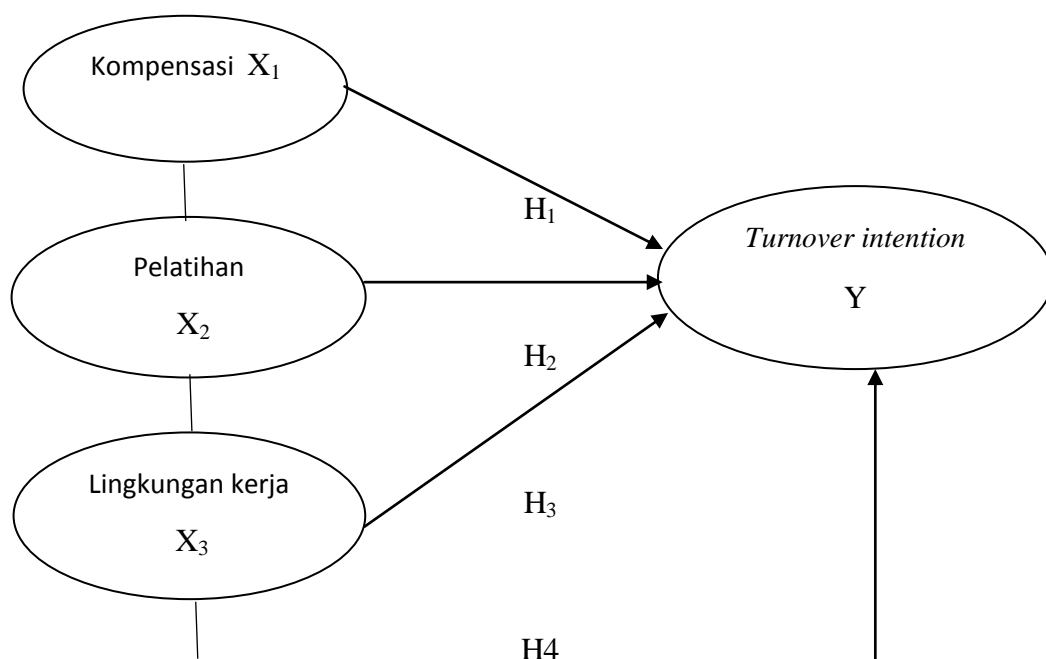 Kompensasi X₁
H₁
Turnover intention
Y
Pelatihan
X₂
H₂
Lingkungan kerja
X₃
H₃
H4